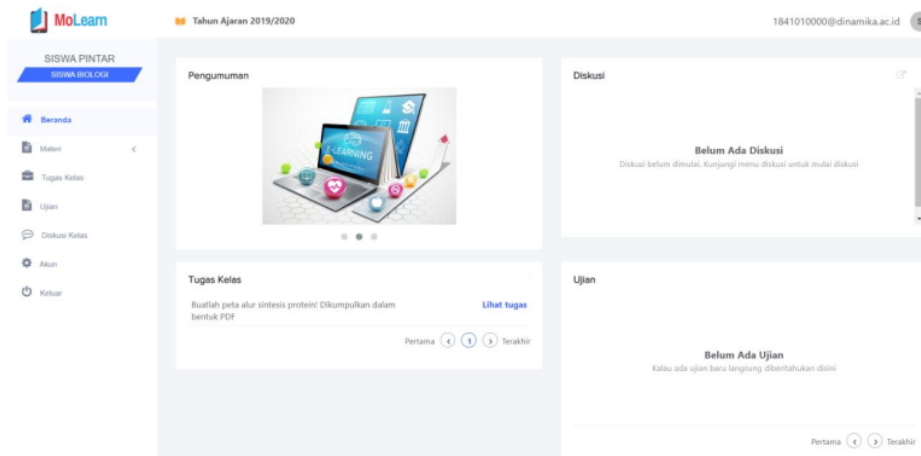 MoLearn
Tahun Ajaran 2019/2020
1841010000@dinamika.ac.id
SISWA PINTAR
SISWA BIOLOGI
Beranda
Materi
Tugas Kelas
Ujian
Diskusi Kelas
Akun
Keluar
Pengumuman
E-LEARNING
Diskusi
Belum Ada Diskusi
Diskusi belum dimulai. Kunjungi menu diskusi untuk mulai diskusi
Tugas Kelas
Buatlah peta alur sintesis protein! Dikumpulkan dalam
bentuk PDF
Lihat tugas
Pertama 1 Terakhir
Ujian
Belum Ada Ujian
Kalau ada ujian baru langsung diberitahukan disini
Pertama Terakhir